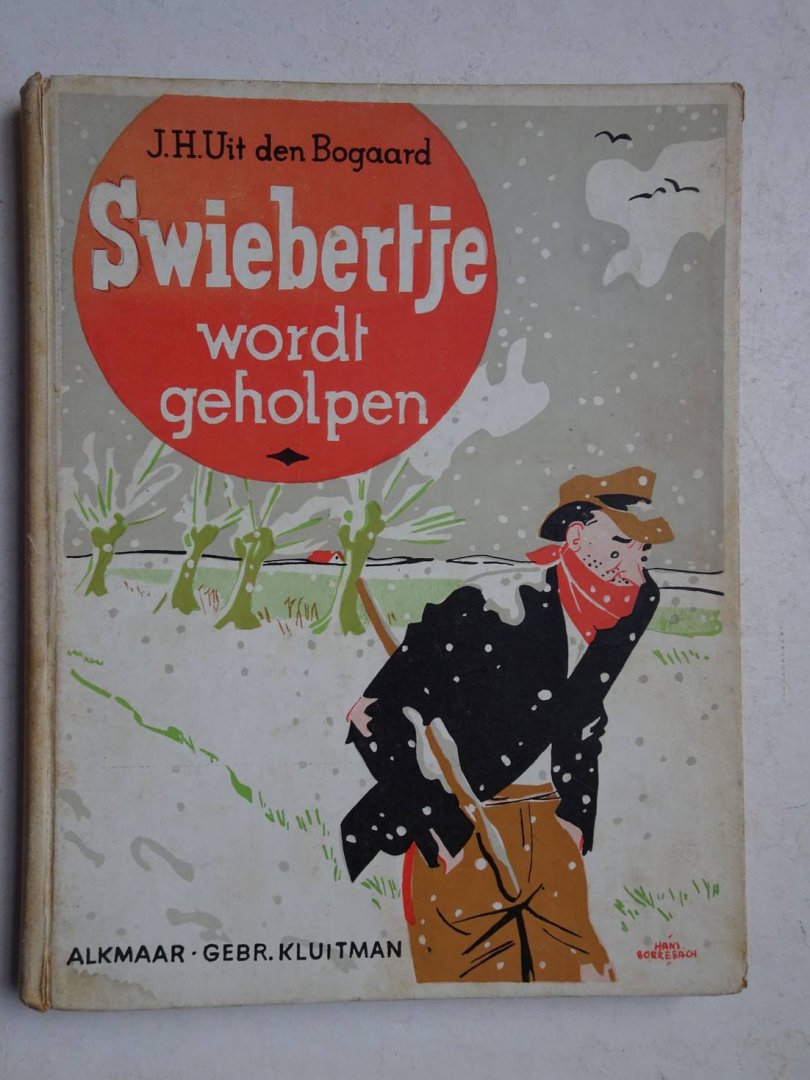 J.H. Uit den Bogaard
Swiebertje
wordt
geholpen
ALKMAAR · GEBR. KLUITMAN
HANS
BORREBACH